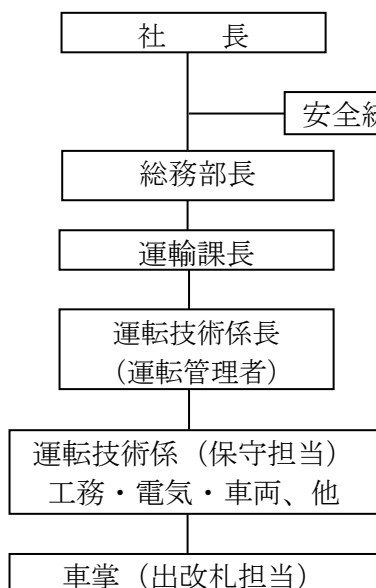 社　　長
安全統
総務部長
運輸課長
運転技術係長
（運転管理者）
運転技術係（保守担当）
工務・電気・車両、他
車掌（出改札担当）